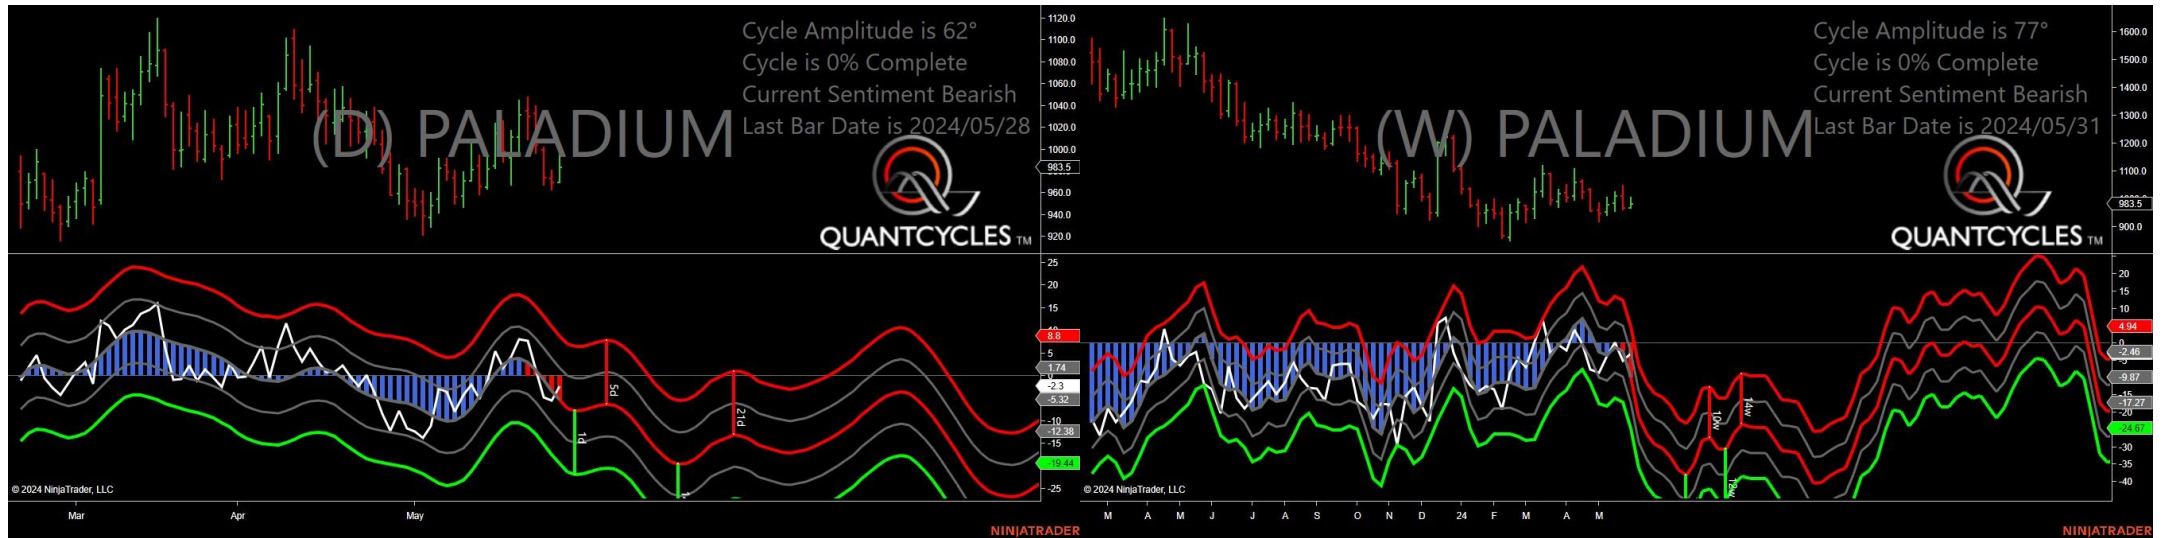 Cycle Amplitude is 62°
Cycle is 0% Complete
Current Sentiment Bearish
Last Bar Date is 2024/05/28
(D) PALADIUM
QUANTCYCLES TM
1120.0
1100.0
1080.0
1060.0
1040.0
1020.0
1000.0
983.5
960.0
940.0
920.0
25
20
15
8.8
5
1.74
-2.3
-5.32
-10
-12.38
-15
-19.44
-25
5d
1d
21d
© 2024 NinjaTrader, LLC
Mar Apr May
NINJATRADER
Cycle Amplitude is 77°
Cycle is 0% Complete
Current Sentiment Bearish
Last Bar Date is 2024/05/31
(W) PALADIUM
QUANTCYCLES TM
1600.0
1500.0
1400.0
1300.0
1200.0
1100.0
983.5
900.0
20
15
10
4.94
0
-2.46
-9.87
-17.27
-20
-24.67
-30
-35
-40
10w
14w
12w
© 2024 NinjaTrader, LLC
M A M J J A S O N D 24 F M A M
NINJATRADER